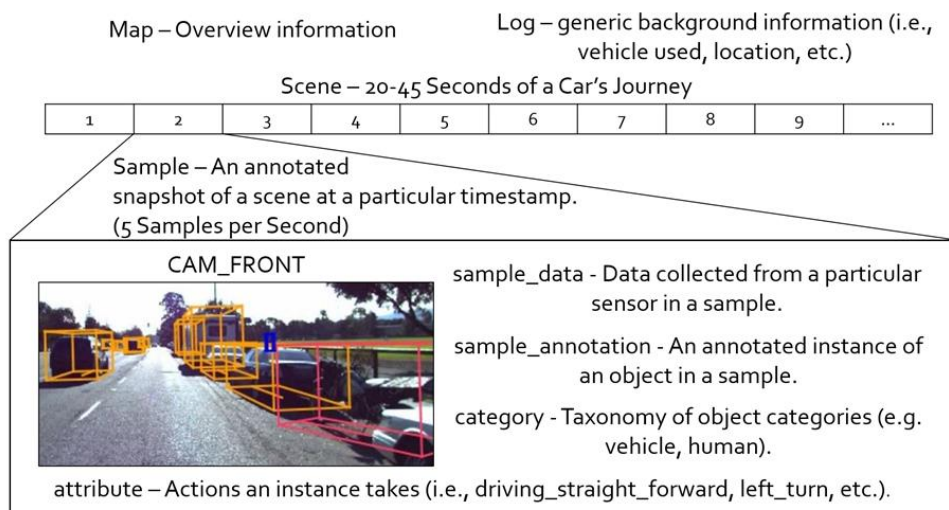 Map – Overview information
Log – generic background information (i.e.,
vehicle used, location, etc.)
Scene – 20-45 Seconds of a Car's Journey
1 2 3 4 5 6 7 8 9 ...
Sample – An annotated
snapshot of a scene at a particular timestamp.
(5 Samples per Second)
CAM_FRONT
sample_data - Data collected from a particular
sensor in a sample.
sample_annotation - An annotated instance of
an object in a sample.
category - Taxonomy of object categories (e.g.
vehicle, human).
attribute – Actions an instance takes (i.e., driving_straight_forward, left_turn, etc.).